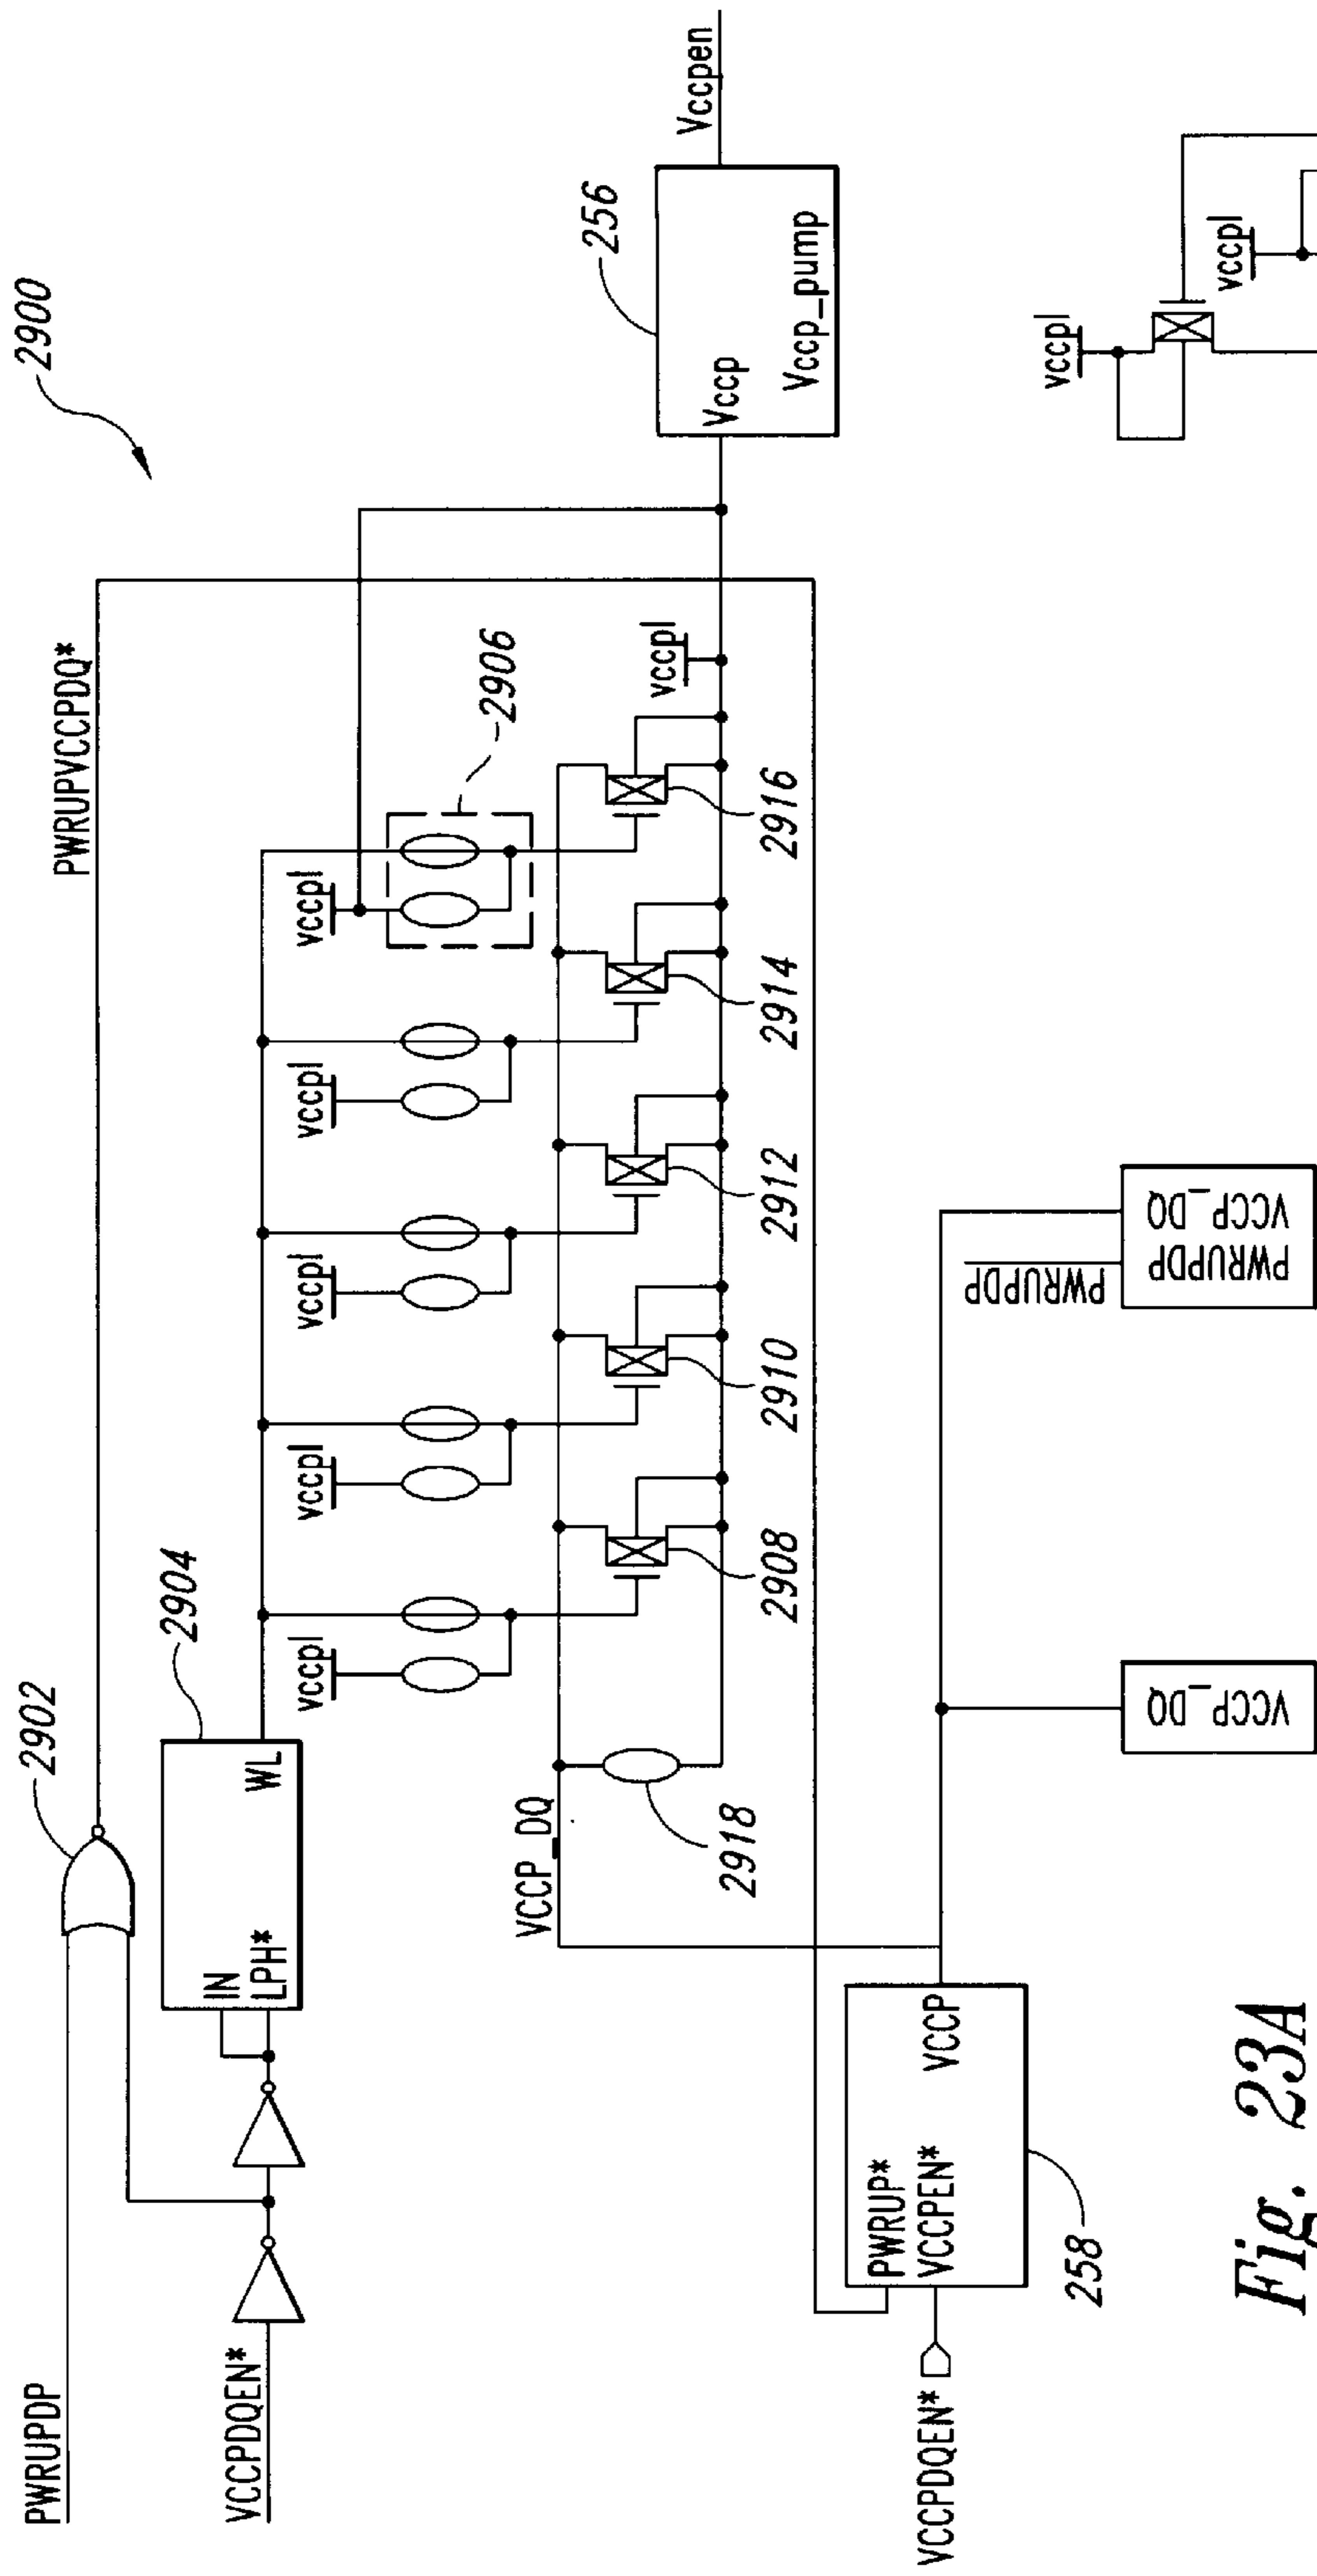 2900
PWRUPDP
2902
PWRUPVCCPDQ*
VCCPDQEN*
IN
LPH*
WL
2904
vccpl
vccpl
vccpl
vccpl
vccpl
2906
VCCP_DQ
2918
2908
2910
2912
2914
2916
vccpl
Vccp
Vccp_pump
256
Vccpen
VCCPDQEN*
PWRUP*
VCCPEN*
VCCP
258
VCCP_DQ
PWRUPDP
PWRUPDP
VCCP_DQ
vccpl
vccpl
Fig. 23A